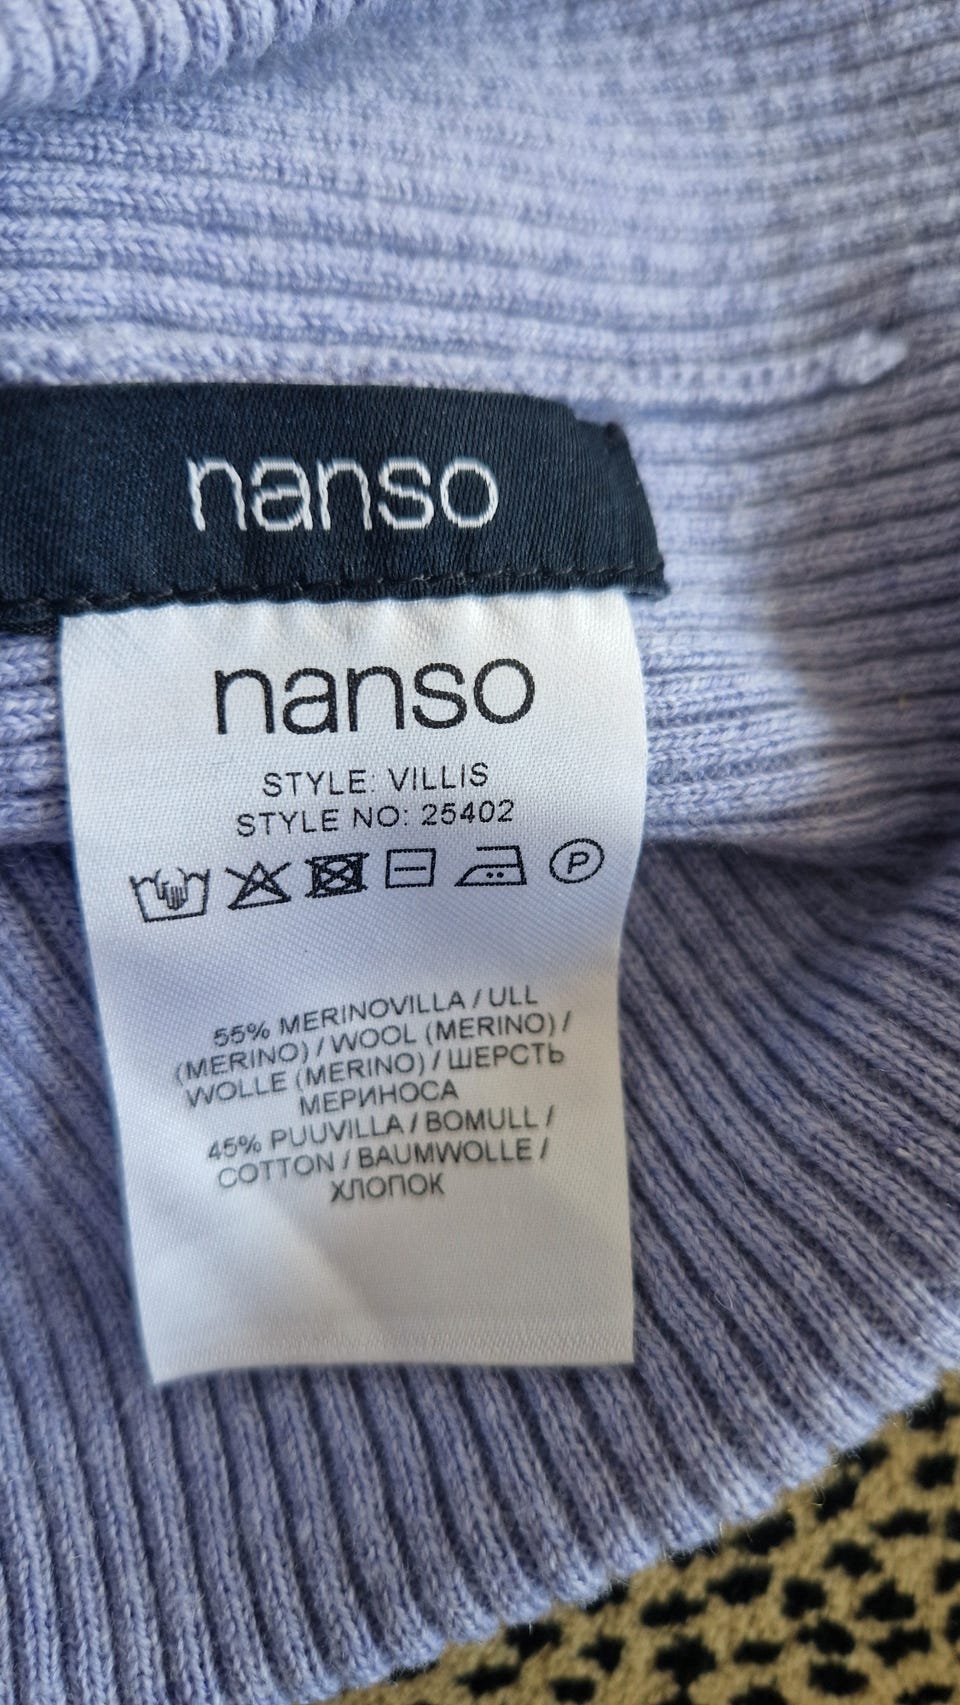 nanso
nanso
STYLE: VILLIS
STYLE NO: 25402
P
55% MERINOVILLA / ULL
(MERINO) / WOOL (MERINO) /
WOLLE (MERINO) / ШЕРСТЬ
МЕРИНОСА
45% PUUVILLA / BOMULL /
COTTON / BAUMWOLLE /
ХЛОПОК